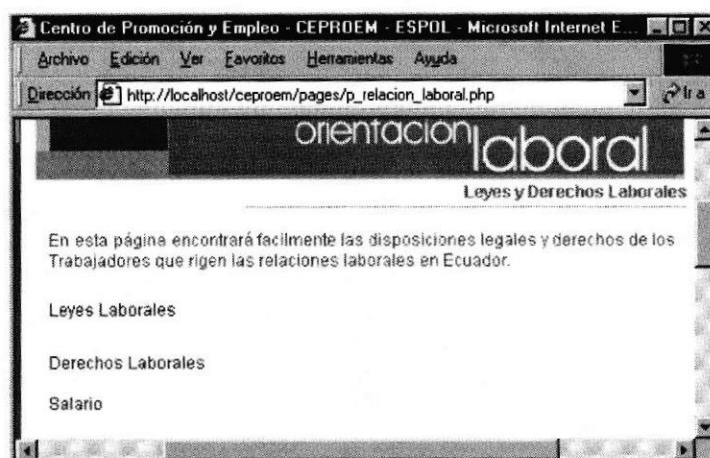 Centro de Promoción y Empleo - CEPROEM - ESPOL - Microsoft Internet E...
Archivo Edición Ver Favoritos Herramientas Ayuda
Dirección http://localhost/ceproem/pages/p_relacion_laboral.php Ir a
orientacion laboral
Leyes y Derechos Laborales
En esta página encontrará facilmente las disposiciones legales y derechos de los
Trabajadores que rigen las relaciones laborales en Ecuador.
Leyes Laborales
Derechos Laborales
Salario